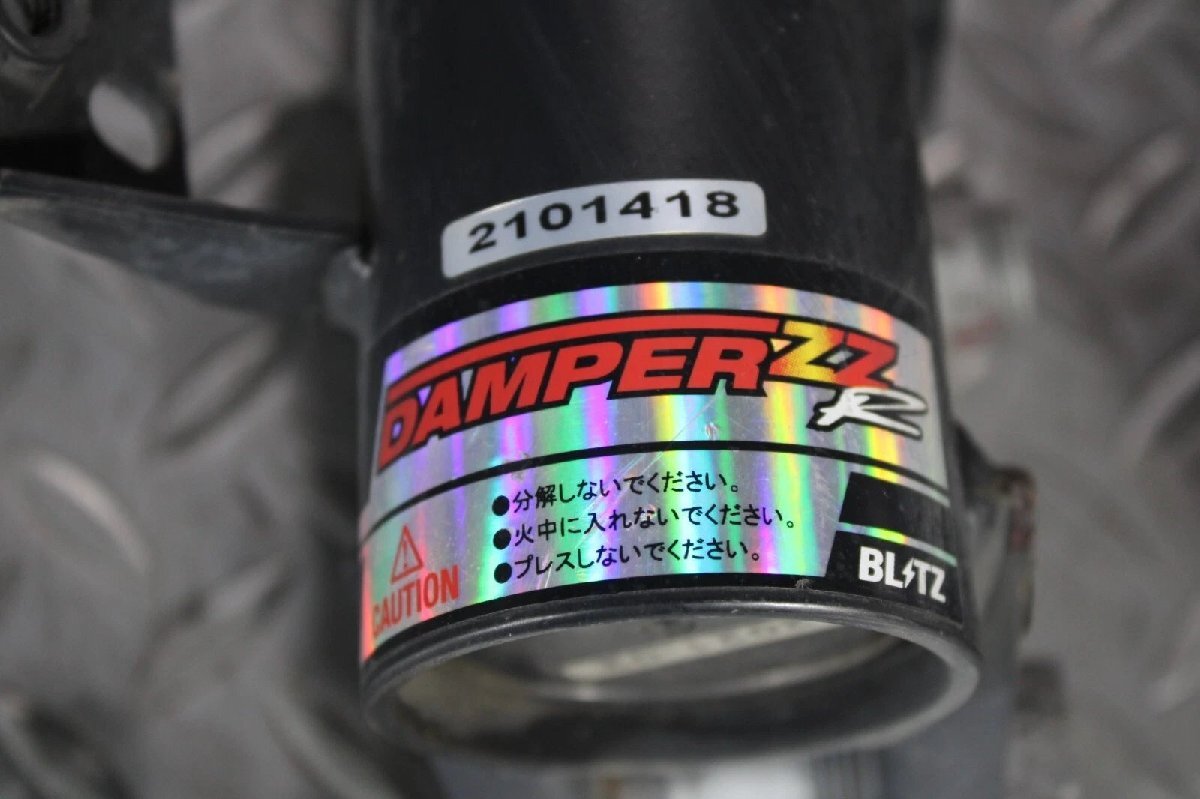 2101418
DAMPER ZZ R
●分解しないでください。
●火中に入れないでください。
●プレスしないでください。
CAUTION
BLITZ